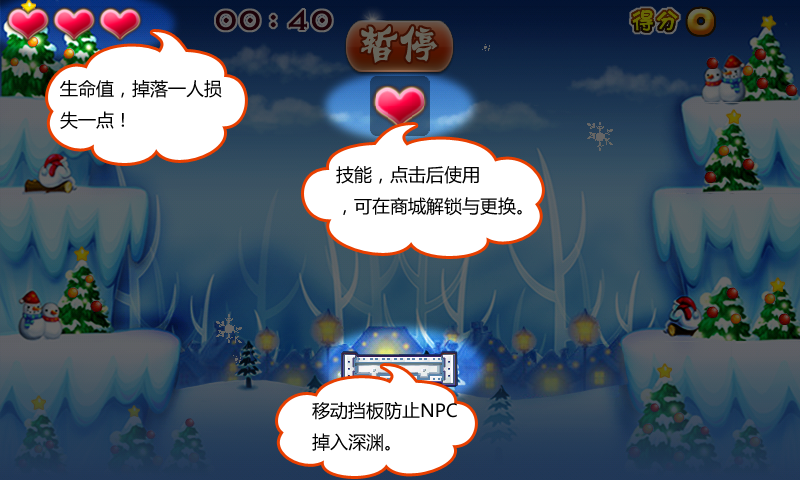 00:40
得分 0
暂停
生命值，掉落一人损
失一点！
技能，点击后使用
，可在商城解锁与更换。
移动挡板防止NPC
掉入深渊。